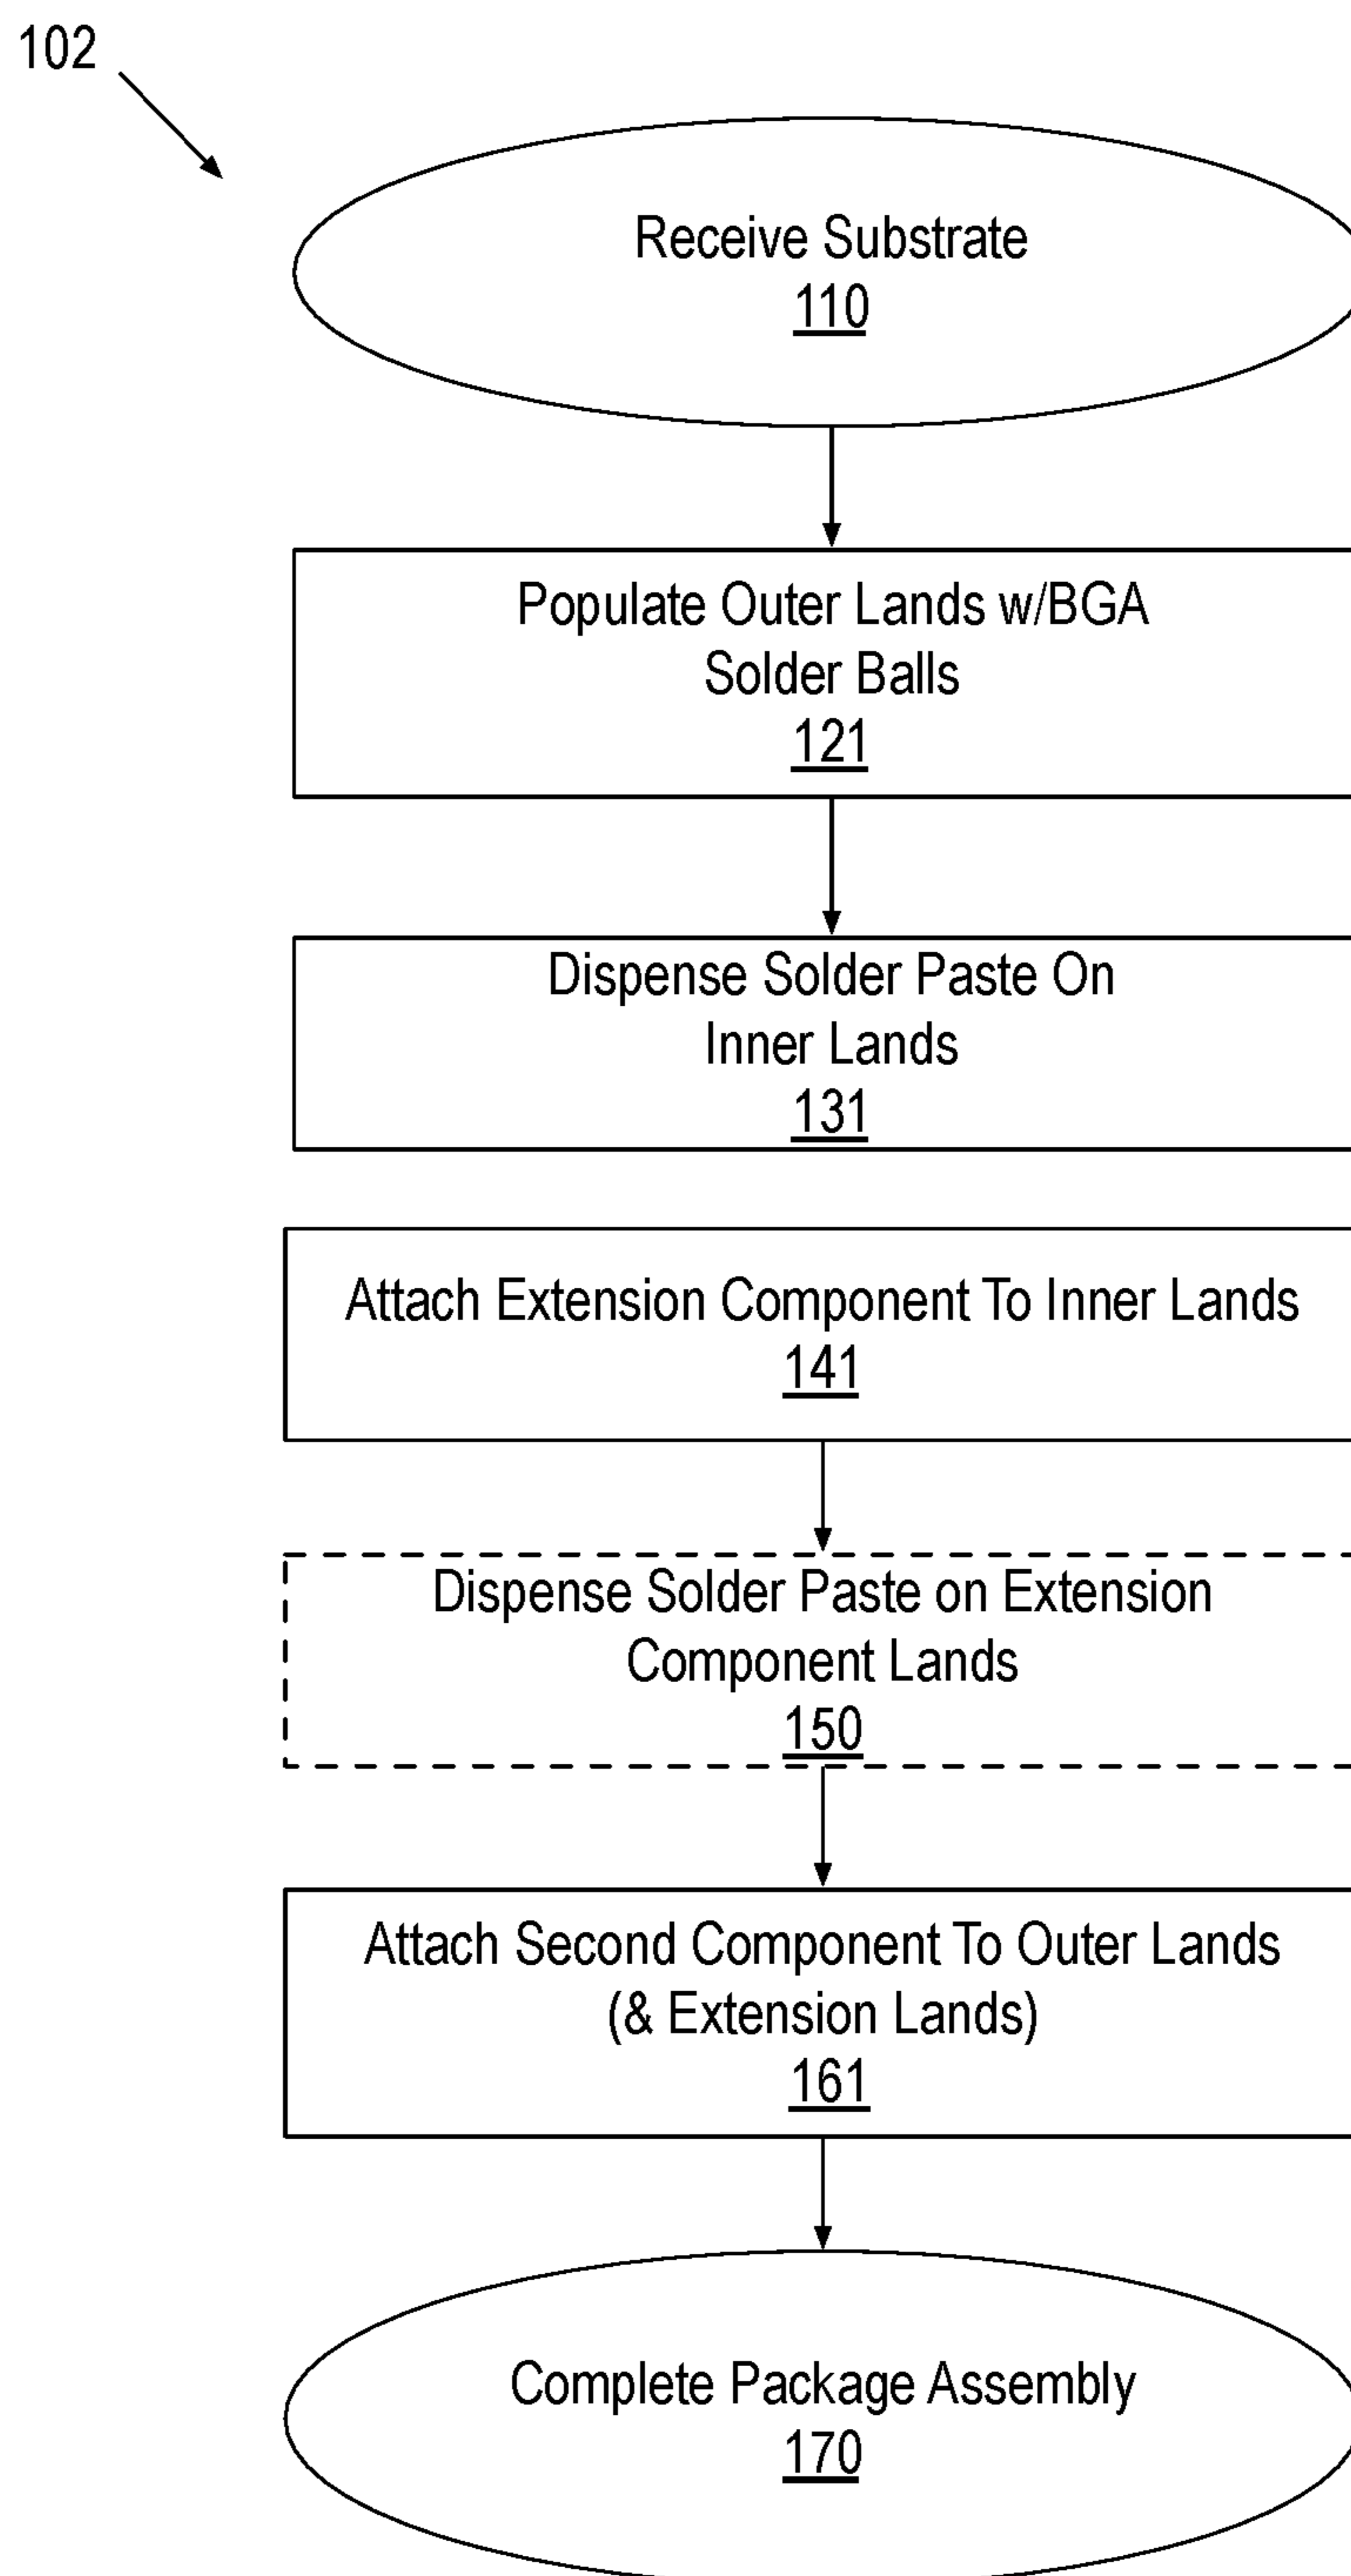 102
Receive Substrate
110
Populate Outer Lands w/BGA
Solder Balls
121
Dispense Solder Paste On
Inner Lands
131
Attach Extension Component To Inner Lands
141
Dispense Solder Paste on Extension
Component Lands
150
Attach Second Component To Outer Lands
(& Extension Lands)
161
Complete Package Assembly
170